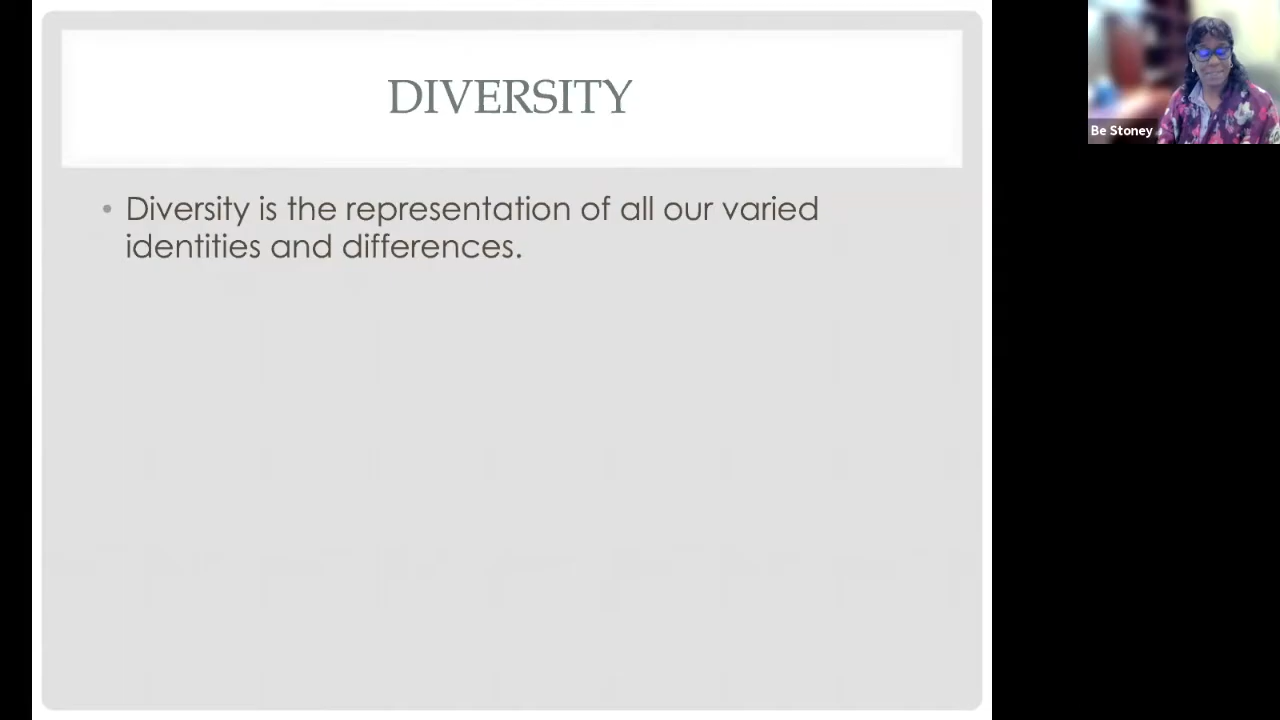 DIVERSITY
• Diversity is the representation of all our varied
identities and differences.
Be Stoney